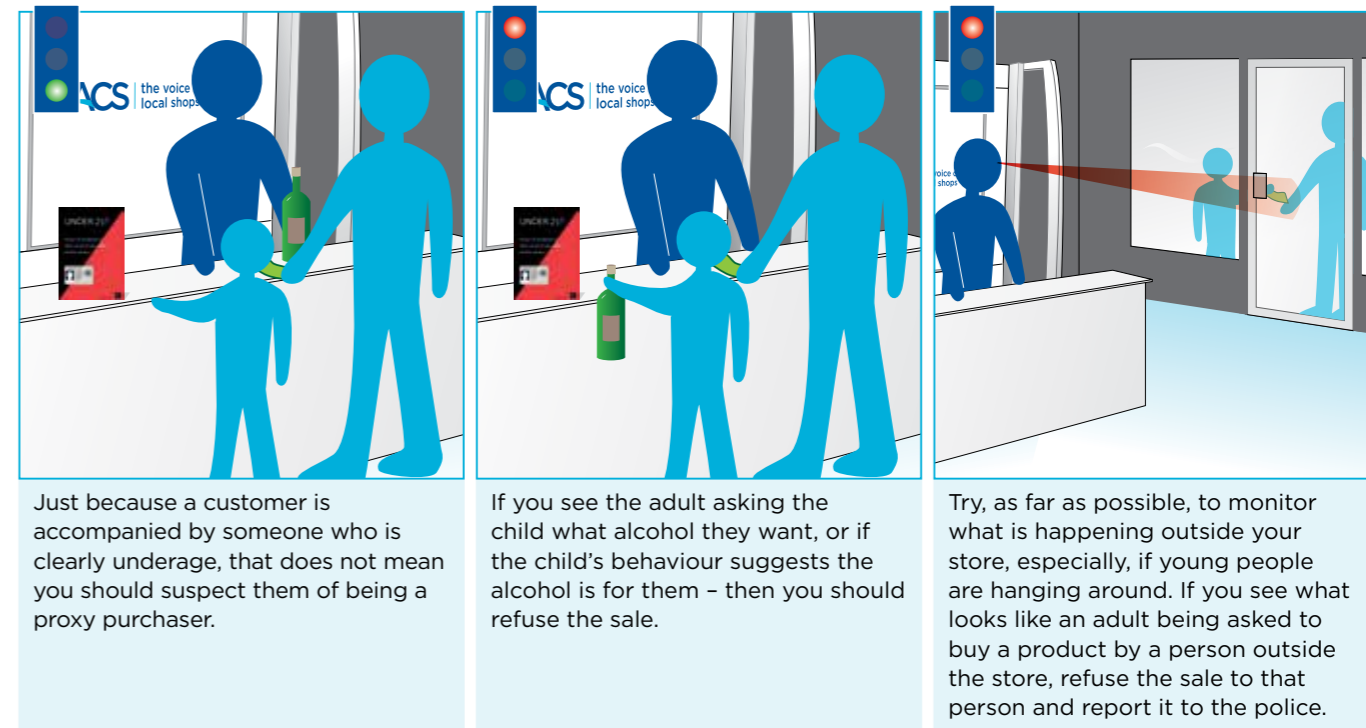 ACS the voice
local shops
UNDER 21?
Just because a customer is
accompanied by someone who is
clearly underage, that does not mean
you should suspect them of being a
proxy purchaser.
ACS the voice
local shops
UNDER 21?
If you see the adult asking the
child what alcohol they want, or if
the child's behaviour suggests the
alcohol is for them – then you should
refuse the sale.
voice
shops
Try, as far as possible, to monitor
what is happening outside your
store, especially, if young people
are hanging around. If you see what
looks like an adult being asked to
buy a product by a person outside
the store, refuse the sale to that
person and report it to the police.